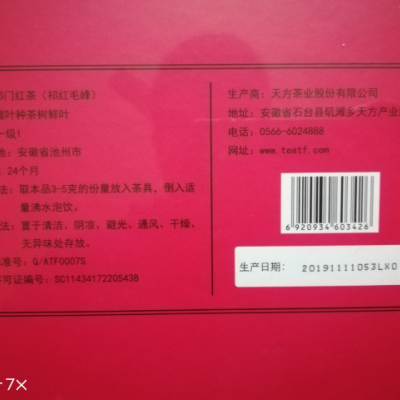 门红茶（祁红毛峰）
叶种茶树鲜叶
一级）
地：安徽省池州市
24个月
法：取本品3-5克的份量放入茶具，倒入适
量沸水泡饮。
法：置于清洁、阴凉、避光、通风、干燥、
无异味处存放。
准号：Q/ATF0007S
许可证编号：SC11434172205438
生产商：天方茶业股份有限公司
地址：安徽省石台县矶滩乡天方产业
电话：0566-6024888
网址：www.teatf.com
6 920934 603426
生产日期：20191111053LX0
7×